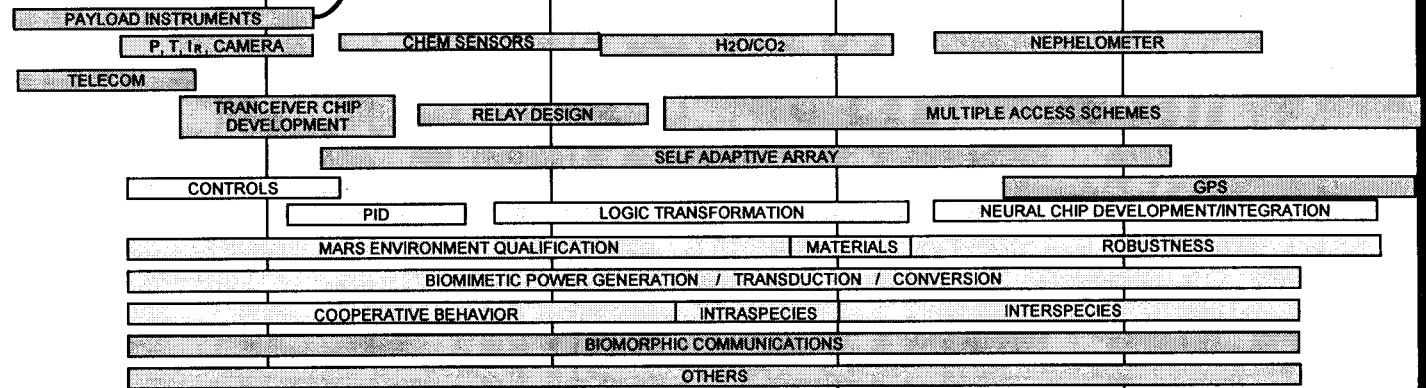 PAYLOAD INSTRUMENTS
P, T, IR, CAMERA
CHEM SENSORS
H2O/CO2
NEPHELOMETER
TELECOM
TRANCEIVER CHIP
DEVELOPMENT
RELAY DESIGN
MULTIPLE ACCESS SCHEMES
SELF ADAPTIVE ARRAY
CONTROLS
GPS
PID
LOGIC TRANSFORMATION
NEURAL CHIP DEVELOPMENT/INTEGRATION
MARS ENVIRONMENT QUALIFICATION
MATERIALS
ROBUSTNESS
BIOMIMETIC POWER GENERATION / TRANSDUCTION / CONVERSION
COOPERATIVE BEHAVIOR
INTRASPECIES
INTERSPECIES
BIOMORPHIC COMMUNICATIONS
OTHERS